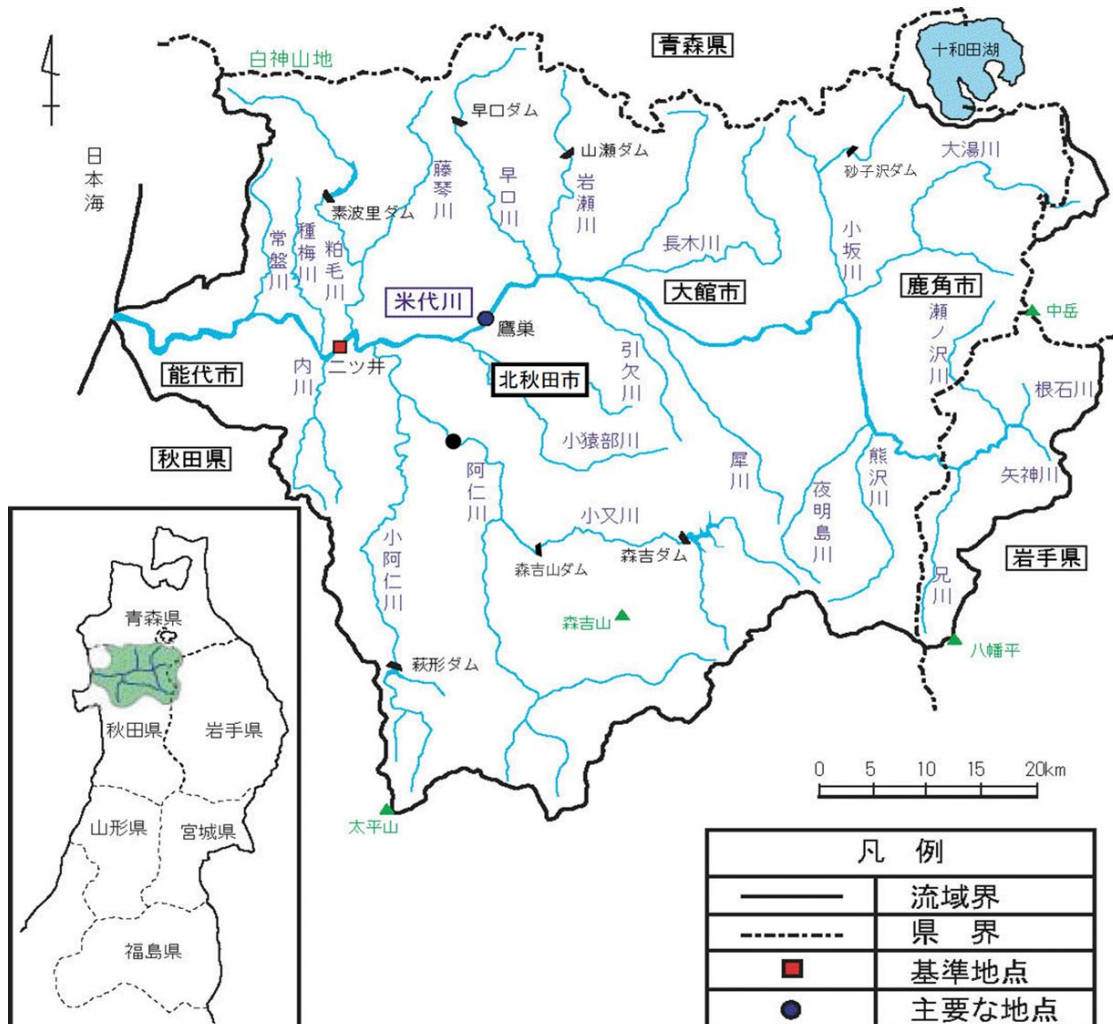 青森県
十和田湖
白神山地
早口ダム
山瀬ダム
砂子沢ダム
大湯川
日本海
素波里ダム
藤琴川
早口川
岩瀬川
長木川
小坂川
常盤川
種梅川
粕毛川
米代川
大館市
鹿角市
瀬ノ沢川
中岳
鷹巣
二ツ井
能代市
内川
北秋田市
引欠川
根石川
秋田県
小猿部川
阿仁川
犀川
熊沢川
夜明島川
矢神川
小又川
小阿仁川
森吉山ダム
森吉ダム
岩手県
兄川
森吉山
八幡平
萩形ダム
太平山
青森県
秋田県
岩手県
山形県
宮城県
福島県
0 5 10 15 20km
凡 例
流域界
県 界
基準地点
主要な地点